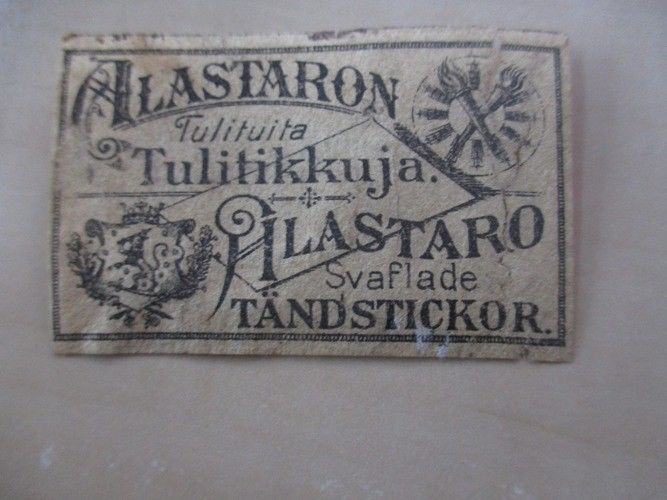 ALASTARON
Tulituita
Tulitikkuja.
ALASTARO
Svaflade
TÄNDSTICKOR.